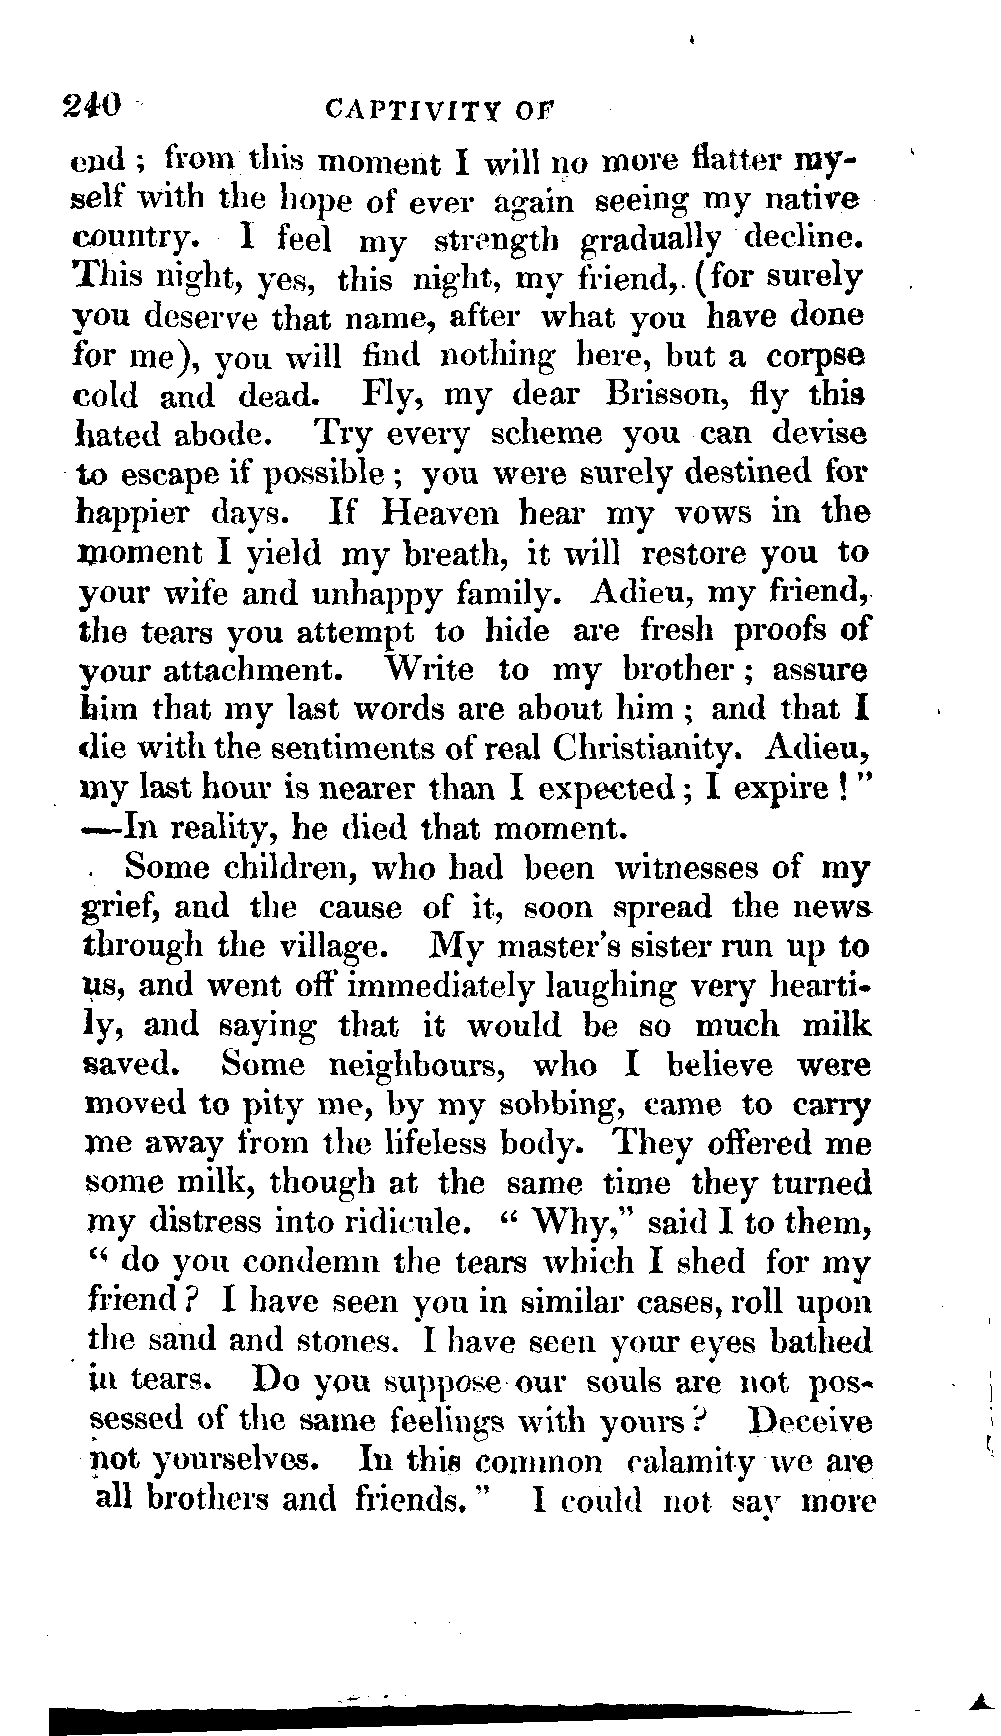 240 CAPTIVITY OF
end ; from this moment I will no more flatter my-
self with the hope of ever again seeing my native
country. I feel my strength gradually decline.
This night, yes, this night, my friend, (for surely
you deserve that name, after what you have done
for me), you will find nothing here, but a corpse
cold and dead. Fly, my dear Brisson, fly this
hated abode. Try every scheme you can devise
to escape if possible ; you were surely destined for
happier days. If Heaven hear my vows in the
moment I yield my breath, it will restore you to
your wife and unhappy family. Adieu, my friend,
the tears you attempt to hide are fresh proofs of
your attachment. Write to my brother ; assure
him that my last words are about him ; and that I
die with the sentiments of real Christianity. Adieu,
my last hour is nearer than I expected ; I expire ! ”
—In reality, he died that moment.
Some children, who had been witnesses of my
grief, and the cause of it, soon spread the news
through the village. My master's sister run up to
us, and went off immediately laughing very hearti-
ly, and saying that it would be so much milk
saved. Some neighbours, who I believe were
moved to pity me, by my sobbing, came to carry
me away from the lifeless body. They offered me
some milk, though at the same time they turned
my distress into ridicule. “ Why,” said I to them,
“ do you condemn the tears which I shed for my
friend ? I have seen you in similar cases, roll upon
the sand and stones. I have seen your eyes bathed
in tears. Do you suppose our souls are not pos-
sessed of the same feelings with yours ? Deceive
not yourselves. In this common calamity we are
all brothers and friends. ” I could not say more